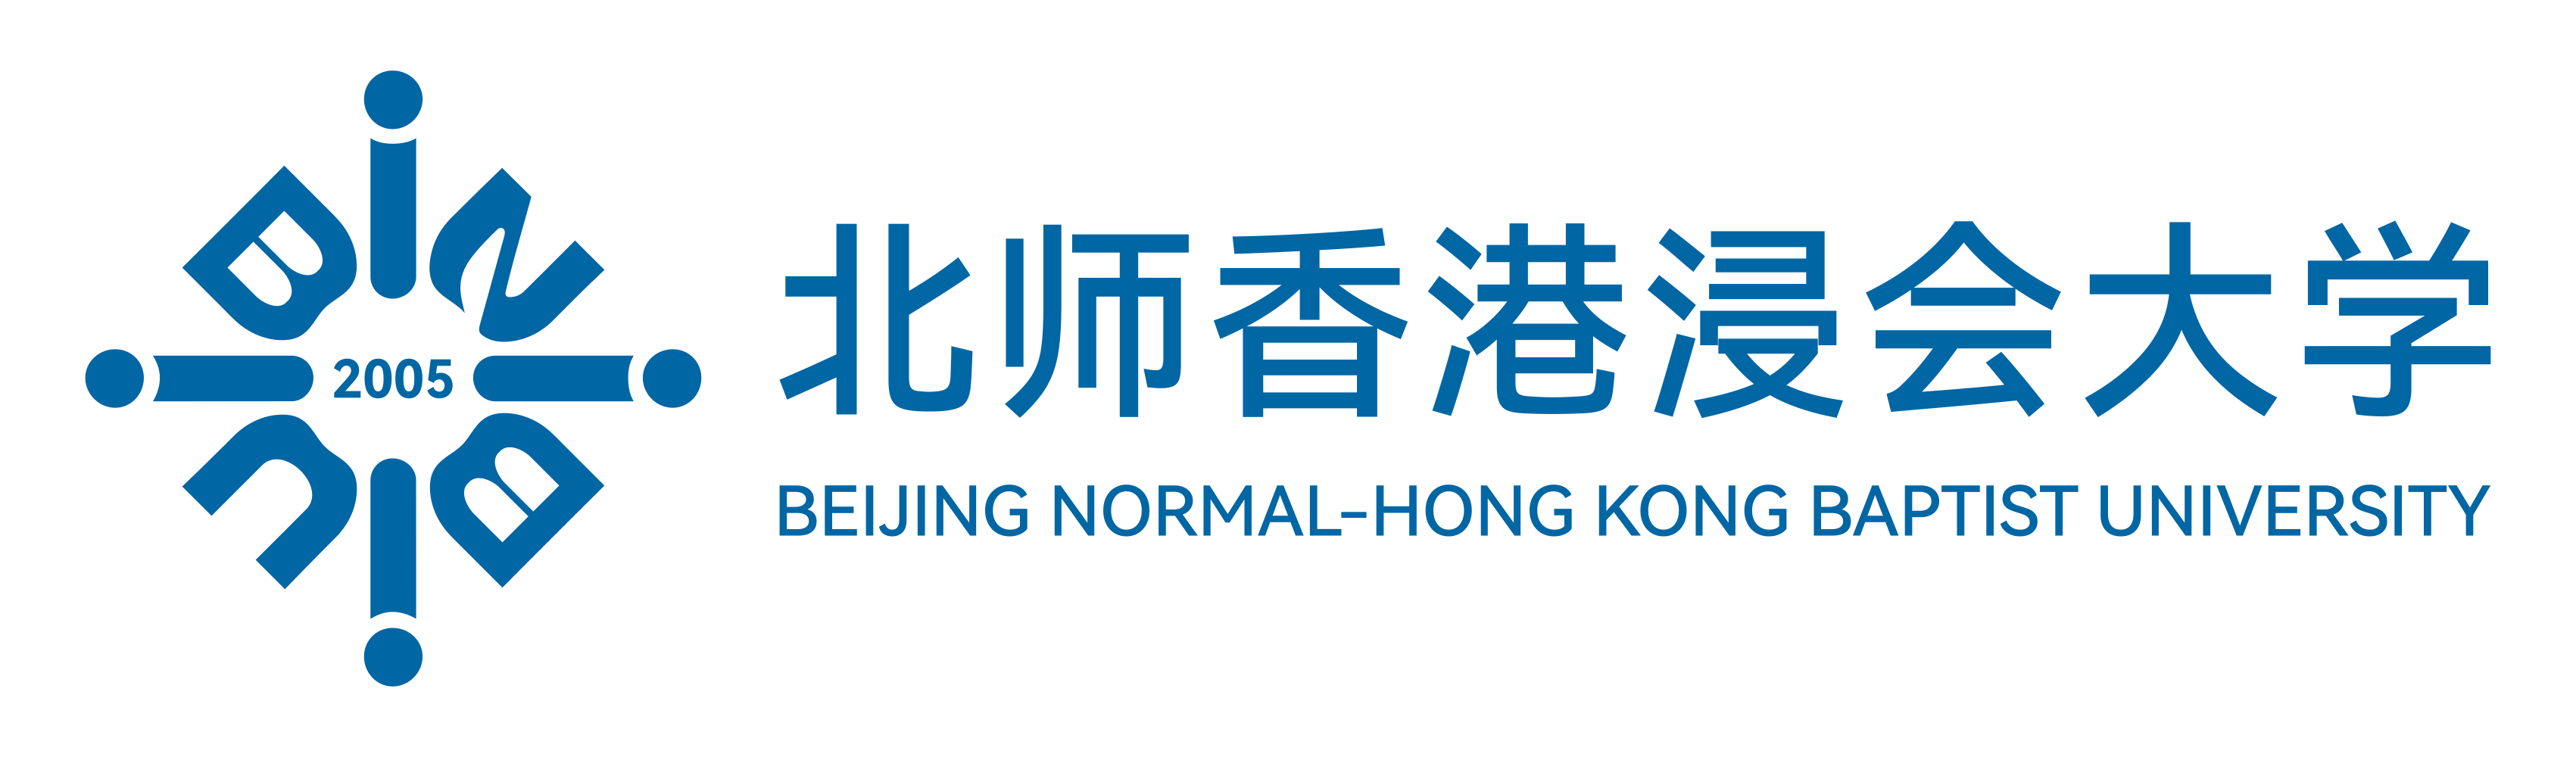 B N
2005
U B
北师香港浸会大学
BEIJING NORMAL-HONG KONG BAPTIST UNIVERSITY